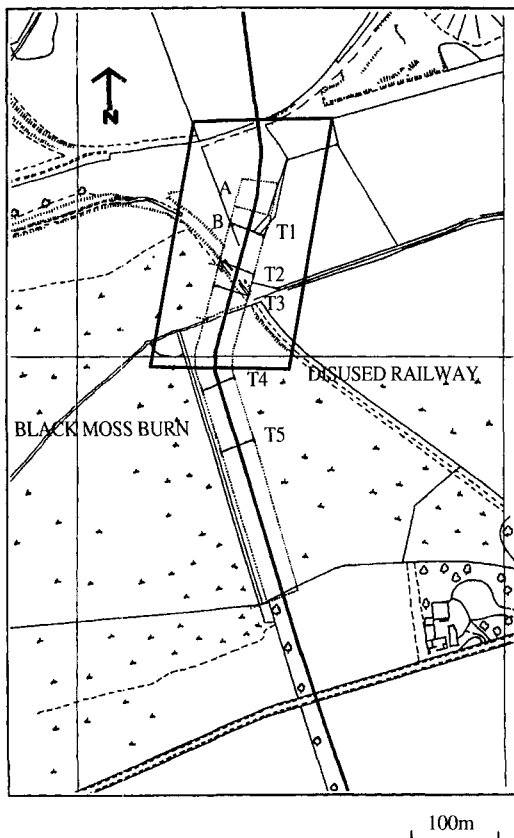 N
A
B
T1
T2
T3
T4
DISUSED RAILWAY
BLACK MOSS BURN
T5
100m